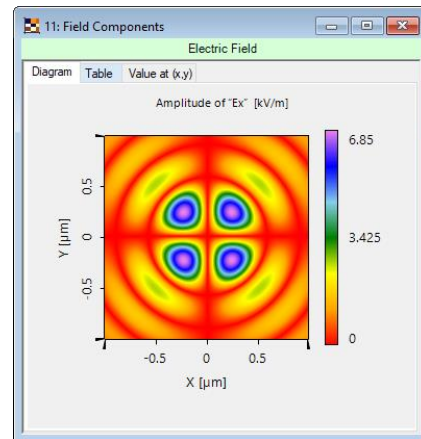 11: Field Components
Electric Field
Diagram Table Value at (x,y)
Amplitude of "Ex" [kV/m]
6.85
3.425
0
0.5
0
-0.5
Y [µm]
-0.5 0 0.5
X [µm]